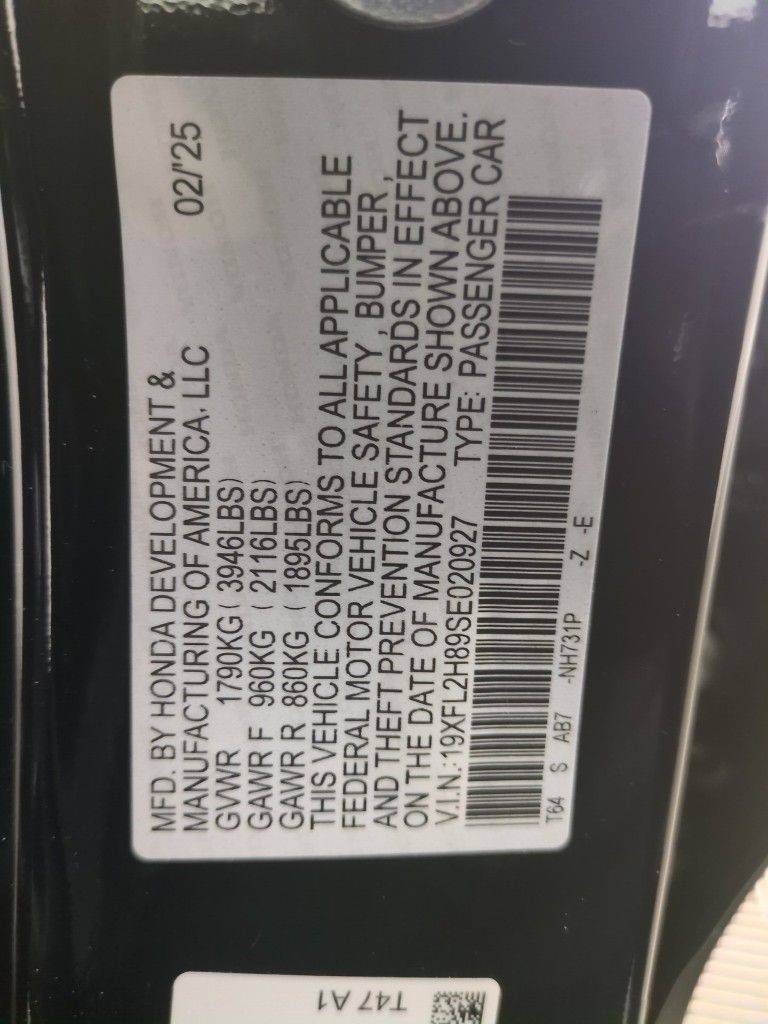 MFD. BY HONDA DEVELOPMENT &
MANUFACTURING OF AMERICA, LLC 02/'25
GVWR 1790KG (3946LBS)
GAWR F 960KG (2116LBS)
GAWR R 860KG (1895LBS)
THIS VEHICLE CONFORMS TO ALL APPLICABLE
FEDERAL MOTOR VEHICLE SAFETY , BUMPER ,
AND THEFT PREVENTION STANDARDS IN EFFECT
ON THE DATE OF MANUFACTURE SHOWN ABOVE.
V.I.N.:19XFL2H89SE020927 TYPE: PASSENGER CAR
T64 S AB7 -NH731P -Z -E
T47 A1